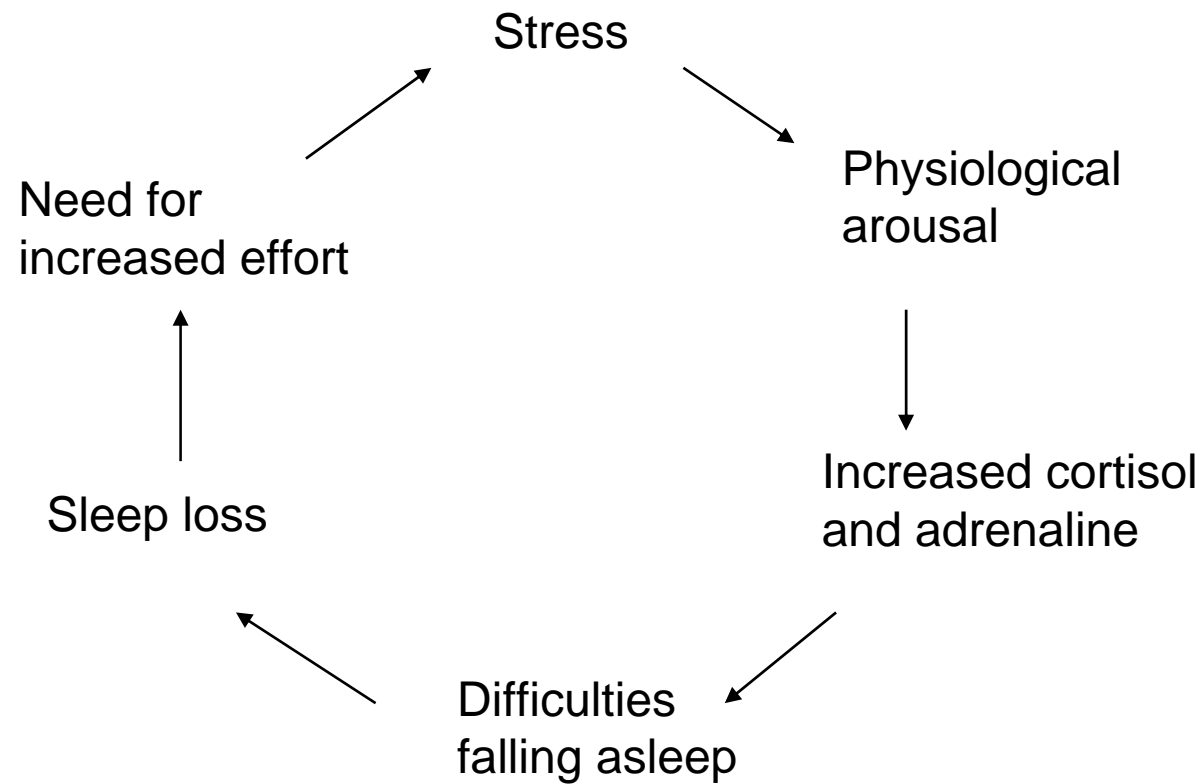 Stress
Physiological
arousal
Increased cortisol
and adrenaline
Difficulties
falling asleep
Sleep loss
Need for
increased effort